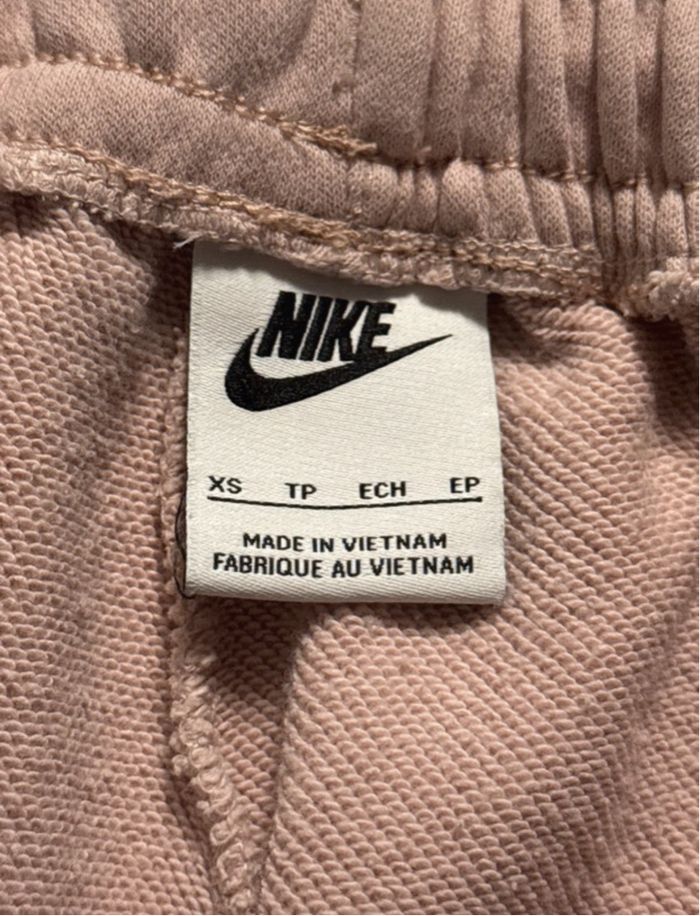 NIKE
XS TP ECH EP
MADE IN VIETNAM
FABRIQUE AU VIETNAM